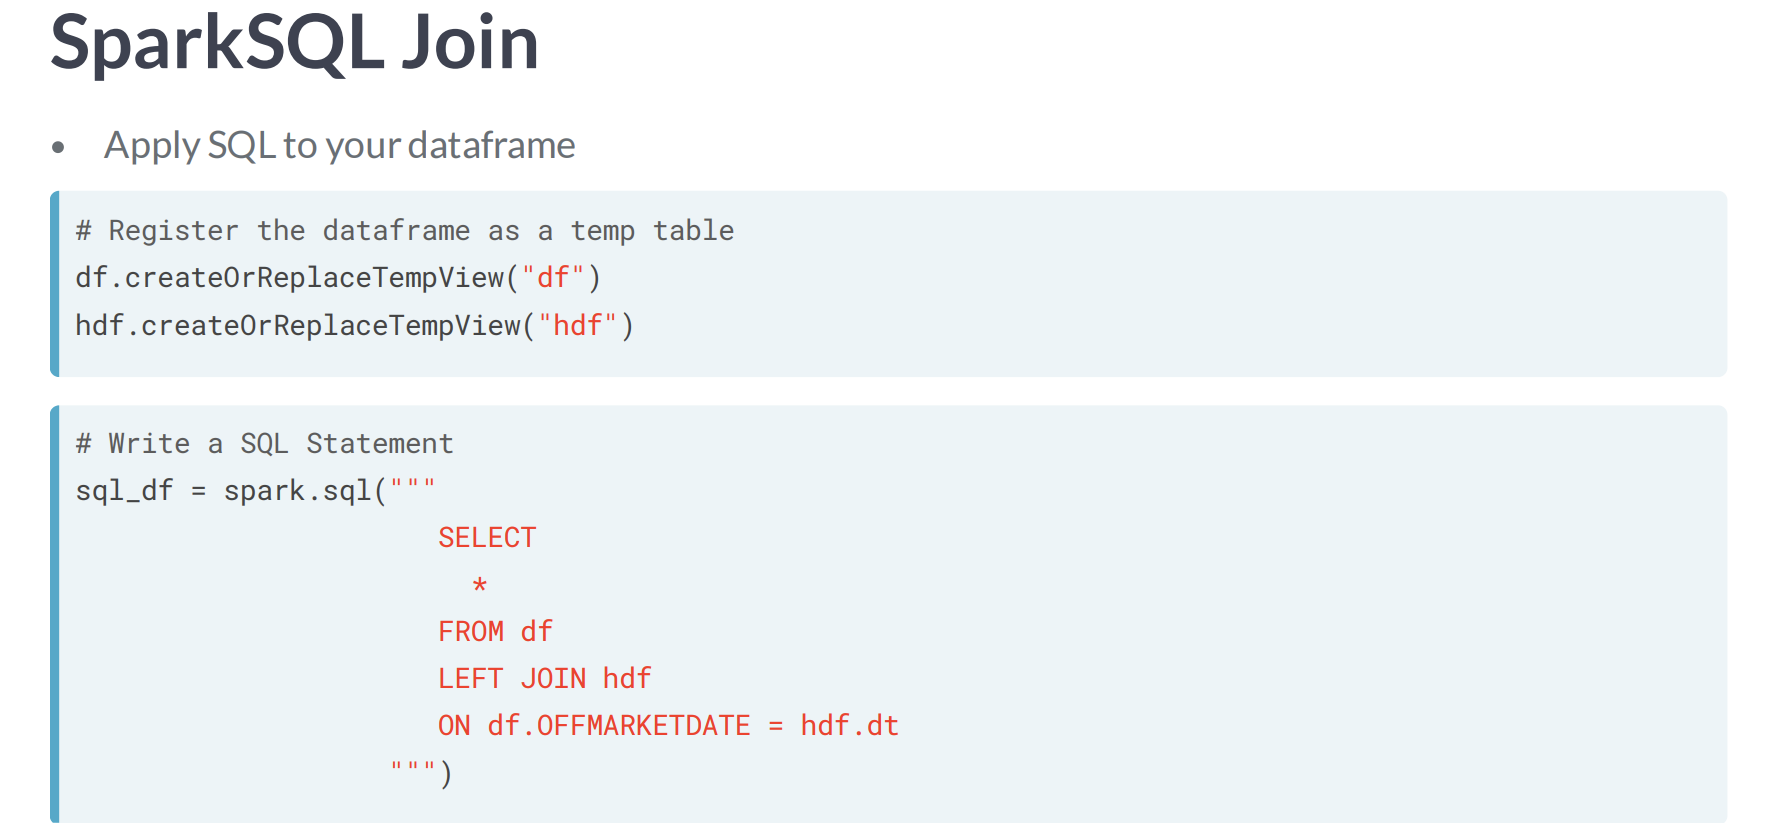 SparkSQL Join
• Apply SQL to your dataframe
# Register the dataframe as a temp table
df.createOrReplaceTempView("df")
hdf.createOrReplaceTempView("hdf")
# Write a SQL Statement
sql_df = spark.sql("""
SELECT
*
FROM df
LEFT JOIN hdf
ON df.OFFMARKETDATE = hdf.dt
""")